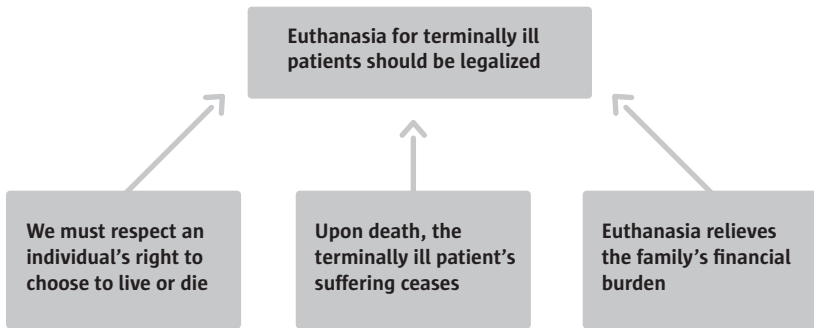 Euthanasia for terminally ill
patients should be legalized
We must respect an
individual’s right to
choose to live or die
Upon death, the
terminally ill patient’s
suffering ceases
Euthanasia relieves
the family’s financial
burden